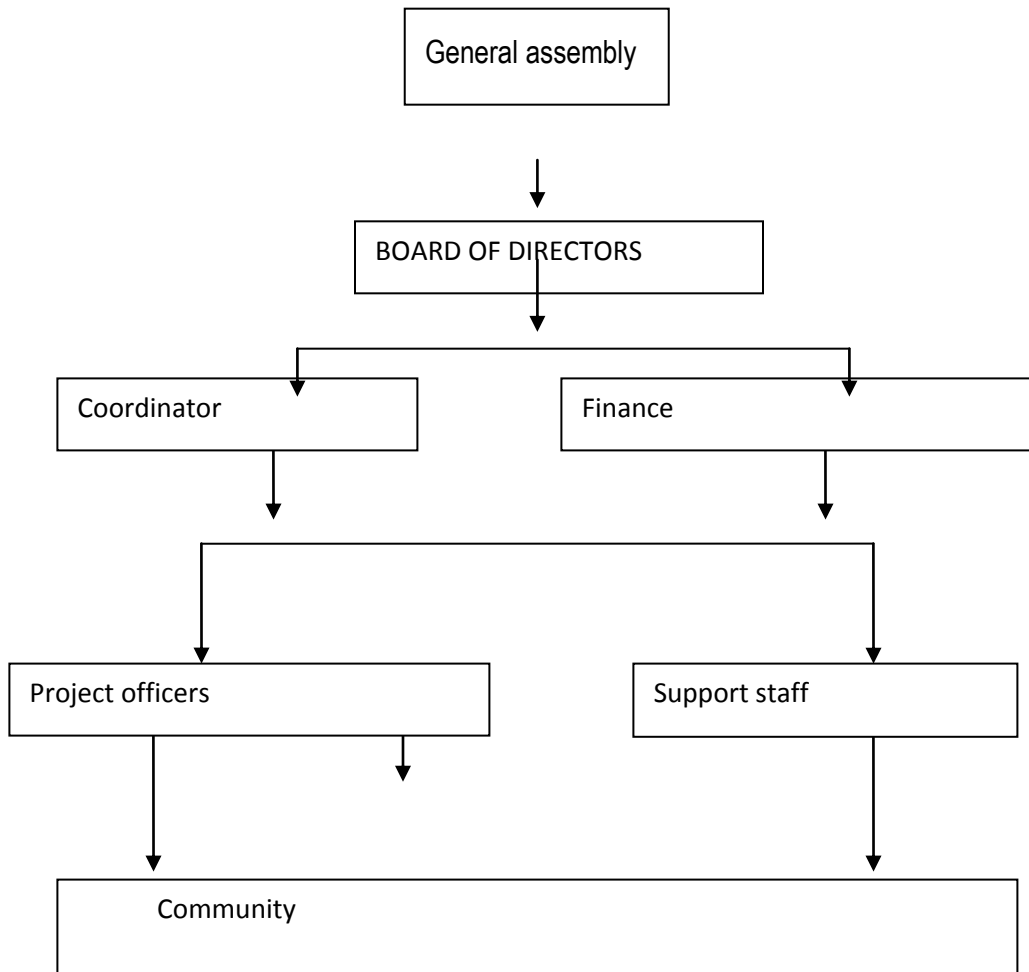 General assembly
BOARD OF DIRECTORS
Coordinator
Finance
Project officers
Support staff
Community